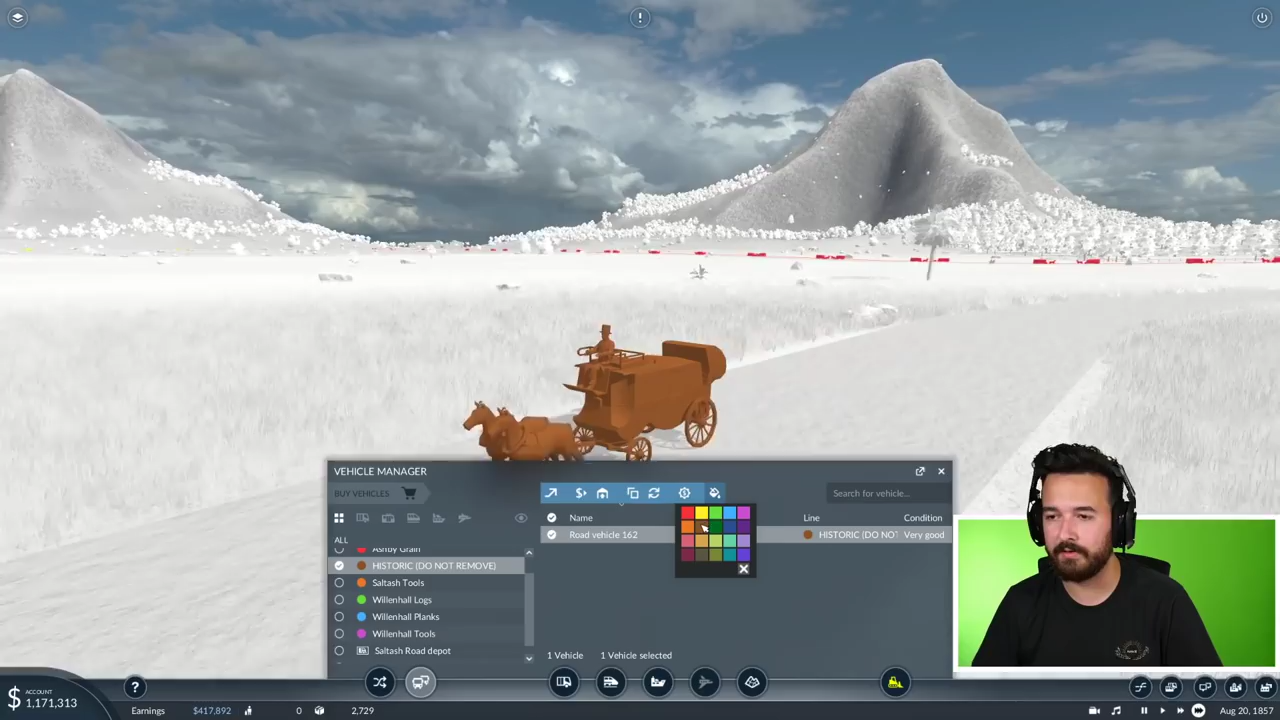 VEHICLE MANAGER
BUY VEHICLES
Search for vehicle...
Name
Line
Condition
ALL
Road vehicle 162
HISTORIC (DO NOT
Very good
Ashby Grain
HISTORIC (DO NOT REMOVE)
Saltash Tools
Willenhall Logs
Willenhall Planks
Willenhall Tools
Saltash Road depot
1 Vehicle
1 Vehicle selected
$ ACCOUNT
1,171,313
?
Earnings
$417,892
0
2,729
Aug 20, 1857